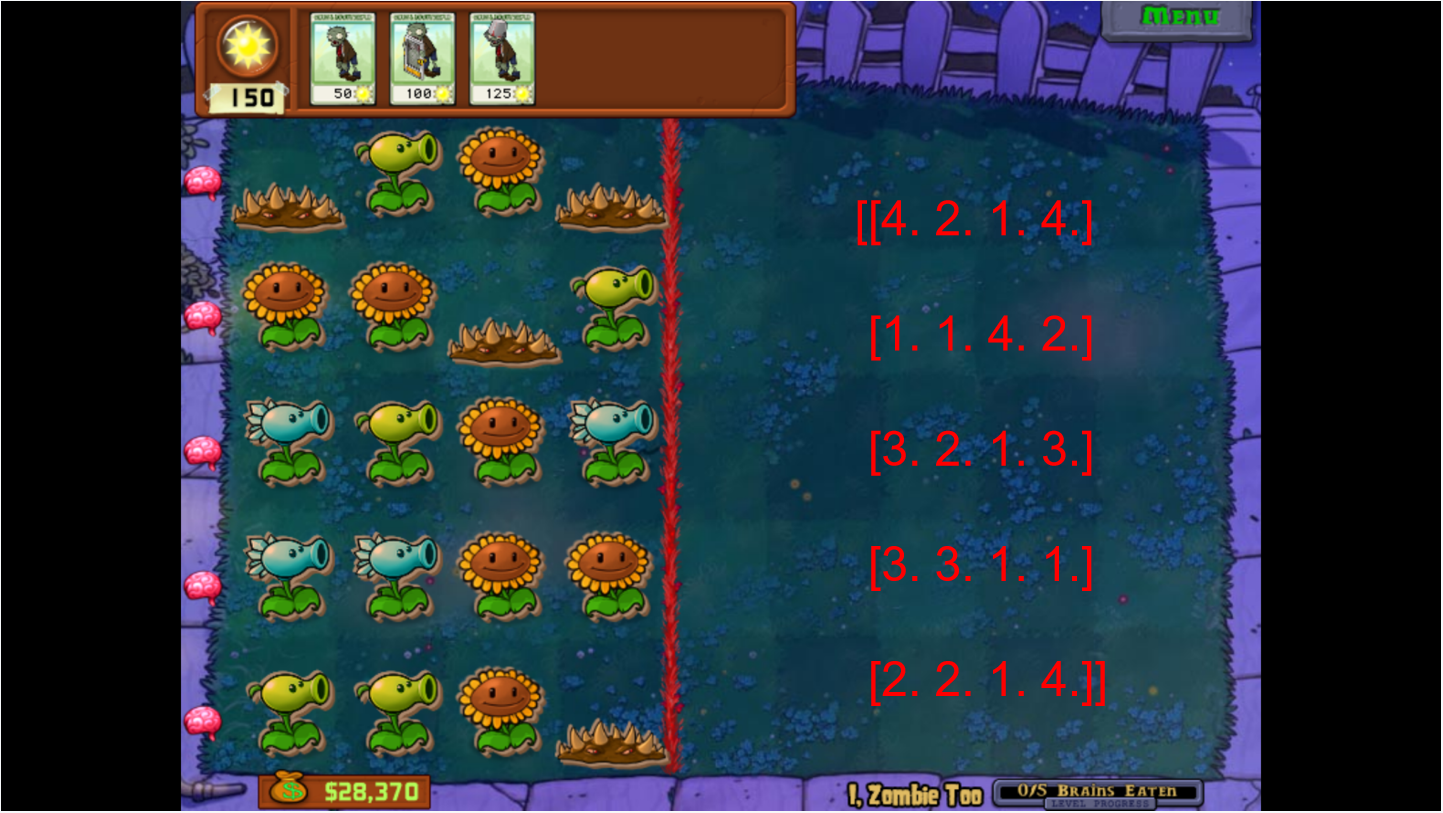 Menu
150
50
100
125
[[4. 2. 1. 4.]
[1. 1. 4. 2.]
[3. 2. 1. 3.]
[3. 3. 1. 1.]
[2. 2. 1. 4.]]
$28,370
I, Zombie Too
0/5 BRAINS EATEN
LEVEL PROGRESS